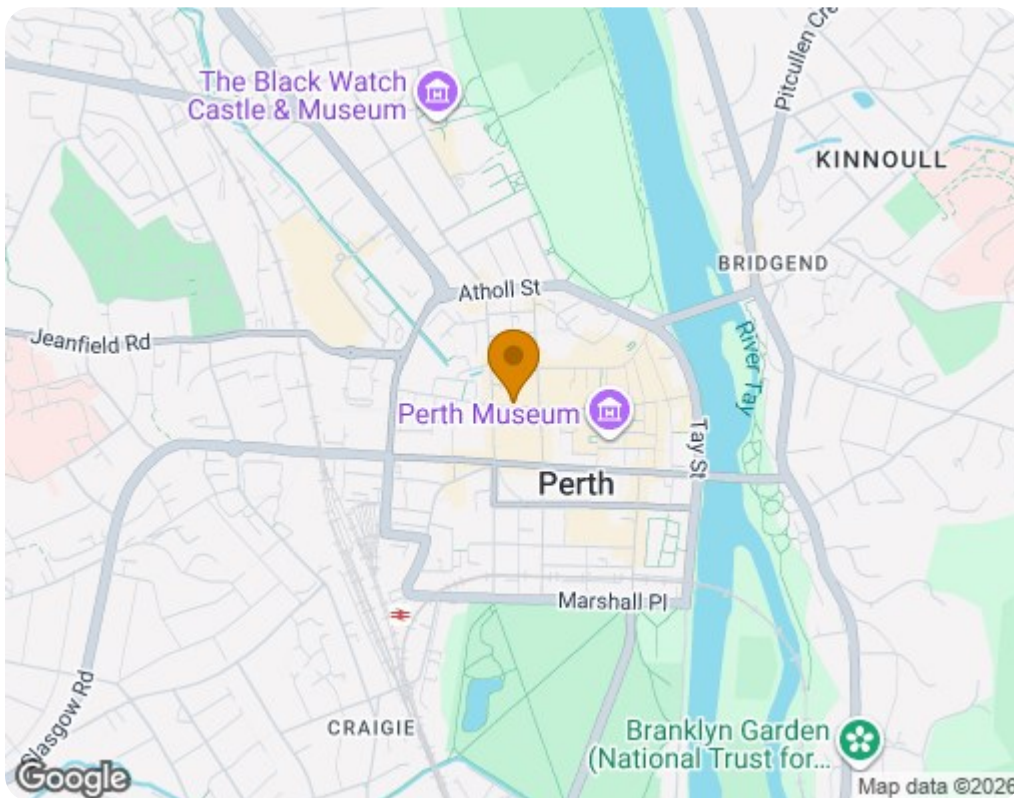 Pitcullen Cre
The Black Watch
Castle & Museum
KINNOULL
BRIDGEND
Atholl St
Jeanfield Rd
River Tay
Perth Museum
Tay St
Perth
Marshall Pl
Glasgow Rd
CRAIGIE
Branklyn Garden
(National Trust for...
Google
Map data ©2026